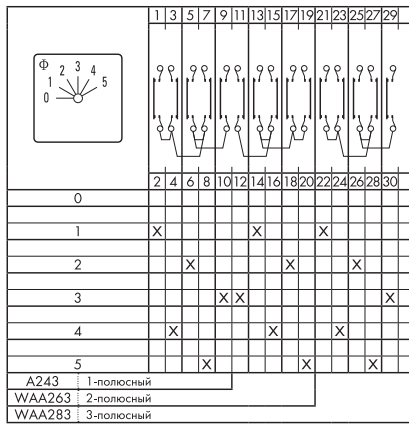 1 3 5 7 9 11 13 15 17 19 21 23 25 27 29
Φ
0 1 2 3 4 5
2 4 6 8 10 12 14 16 18 20 22 24 26 28 30
0
1 X X X
2 X X X
3 X X X
4 X X X
5 X X X
A243 1-полюсный
WAA263 2-полюсный
WAA283 3-полюсный